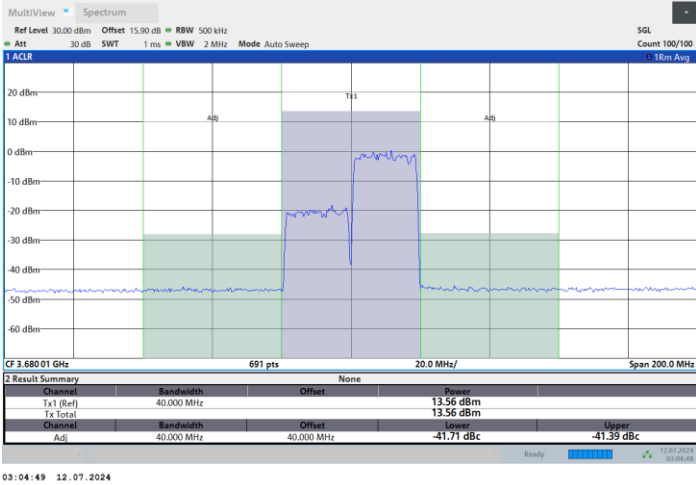 MultiView Spectrum
Ref Level 30.00 dBm Offset 15.90 dB RBW 500 kHz SGL
Att 30 dB SWT 1 ms VBW 2 MHz Mode Auto Sweep Count 100/100
1 ACLR 1Rm Avg
20 dBm
Tx1
10 dBm
Adj Adj
0 dBm
-10 dBm
-20 dBm
-30 dBm
-40 dBm
-50 dBm
-60 dBm
CF 3.680 01 GHz 691 pts 20.0 MHz/ Span 200.0 MHz
2 Result Summary None
Channel Bandwidth Offset Power
Tx1 (Ref) 40.000 MHz 13.56 dBm
Tx Total 13.56 dBm
Channel Bandwidth Offset Lower Upper
Adj 40.000 MHz 40.000 MHz -41.71 dBc -41.39 dBc
Ready 12.07.2024
03:04:48
03:04:49 12.07.2024